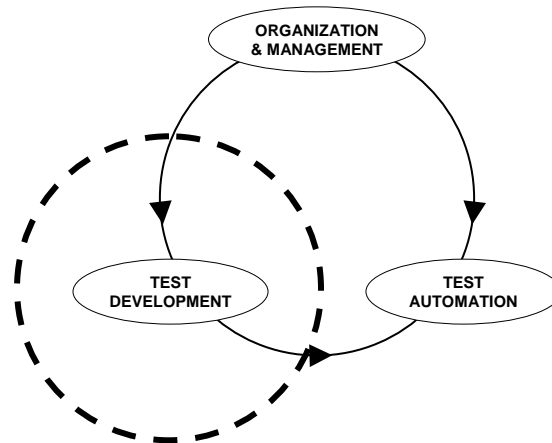 ORGANIZATION
& MANAGEMENT
TEST
DEVELOPMENT
TEST
AUTOMATION